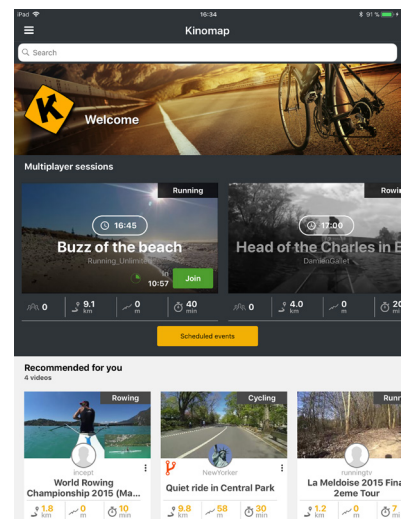 iPad 16:34 91 %
Kinomap
Search
K
Welcome
Multiplayer sessions
Running
16:45
Buzz of the beach
Running_Unlimited
In
10:57
Join
0 9.1 km 0 m 40 min
17:00
Head of the Charles in
DamienGallet
0 4.0 km 0 m
Scheduled events
Recommended for you
4 videos
Rowing
incept
World Rowing
Championship 2015 (Ma...
1.8 km 0 m 10 min
Cycling
NewYorker
Quiet ride in Central Park
9.8 km 58 m 30 min
runningtv
La Meldoise 2015
2eme Tour
1.2 km 0 m 7